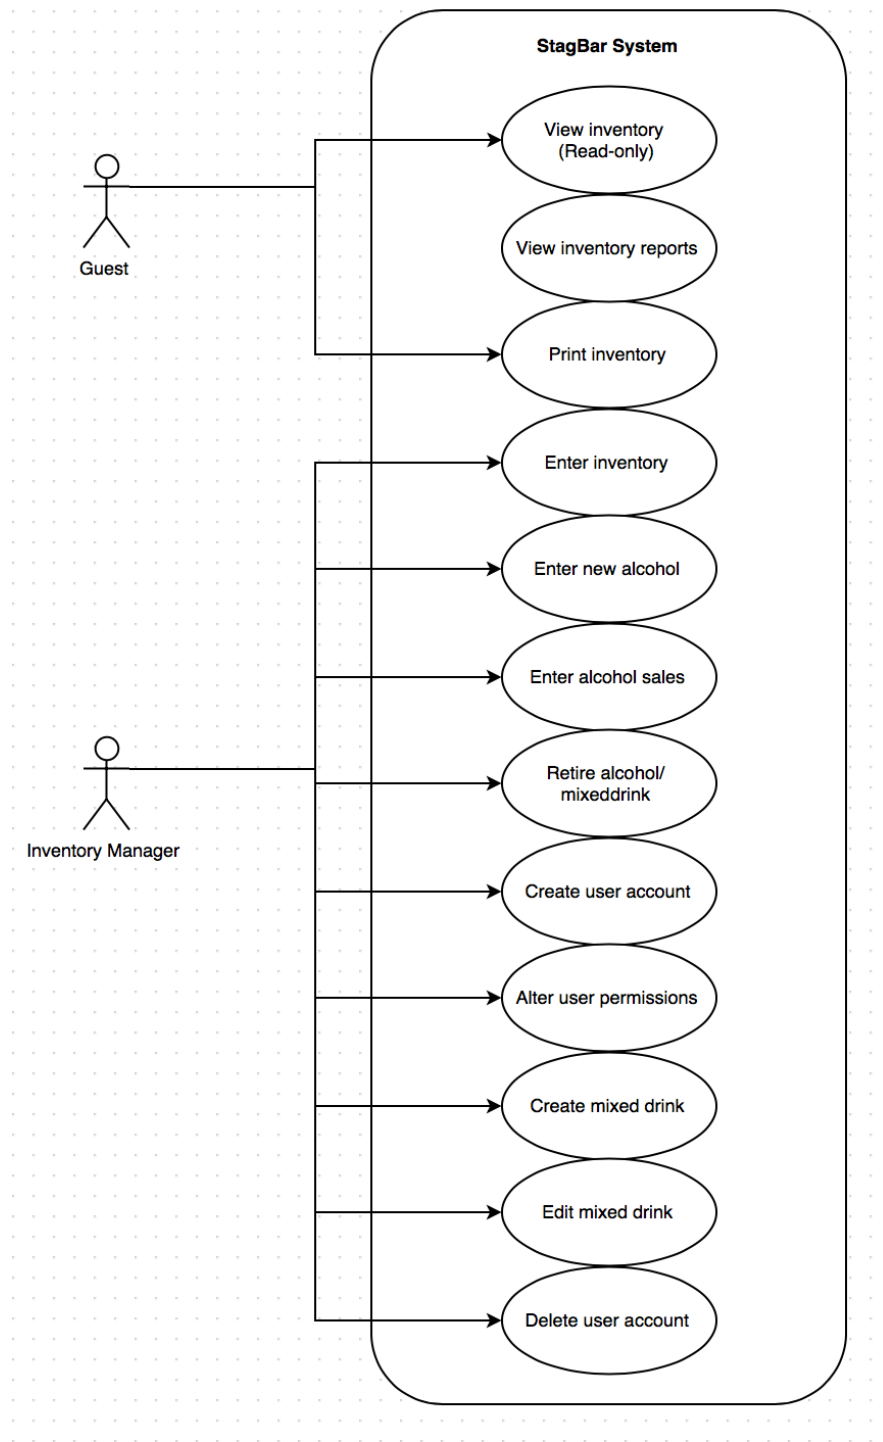 StagBar System
View inventory
(Read-only)
View inventory reports
Guest
Print inventory
Enter inventory
Enter new alcohol
Enter alcohol sales
Retire alcohol/
mixeddrink
Inventory Manager
Create user account
Alter user permissions
Create mixed drink
Edit mixed drink
Delete user account